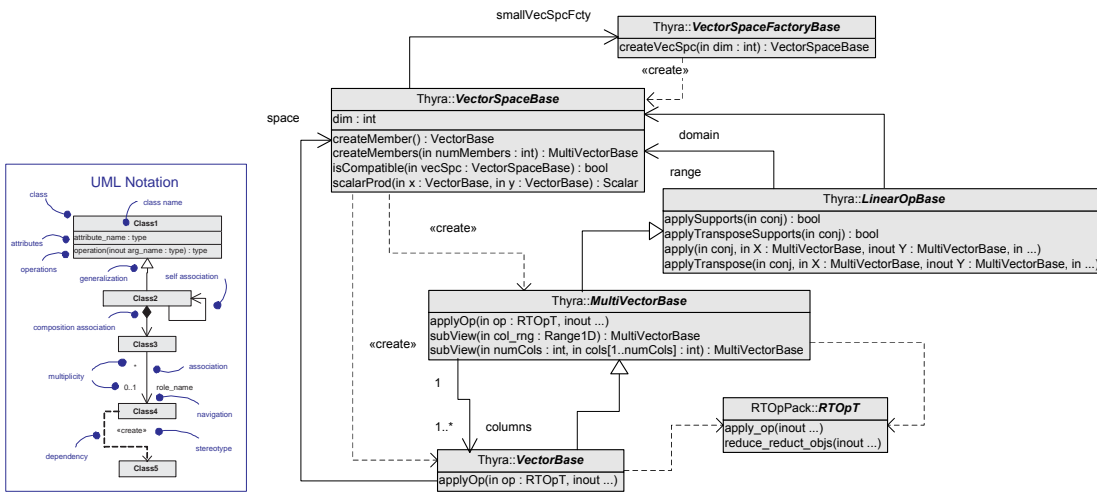 smallVecSpcFcty
Thyra::VectorSpaceFactoryBase
createVecSpc(in dim : int) : VectorSpaceBase
«create»
Thyra::VectorSpaceBase
dim : int
createMember() : VectorBase
createMembers(in numMembers : int) : MultiVectorBase
isCompatible(in vecSpc : VectorSpaceBase) : bool
scalarProd(in x : VectorBase, in y : VectorBase) : Scalar
space
domain
range
Thyra::LinearOpBase
applySupports(in conj) : bool
applyTransposeSupports(in conj) : bool
apply(in conj, in X : MultiVectorBase, inout Y : MultiVectorBase, in ...)
applyTranspose(in conj, in X : MultiVectorBase, inout Y : MultiVectorBase, in ...)
«create»
Thyra::MultiVectorBase
applyOp(in op : RTOpT, inout ...)
subView(in col_rng : Range1D) : MultiVectorBase
subView(in numCols : int, in cols[1..numCols] : int) : MultiVectorBase
«create»
1
1..*
columns
RTOpPack::RTOpT
apply_op(inout ...)
reduce_reduct_objs(inout ...)
Thyra::VectorBase
applyOp(in op : RTOpT, inout ...)
UML Notation
class
class name
Class1
attributes
attribute_name : type
operations
operation(inout arg_name : type) : type
generalization
self association
Class2
composition association
Class3
multiplicity
*
association
0..1
role_name
Class4
navigation
«create»
stereotype
dependency
Class5